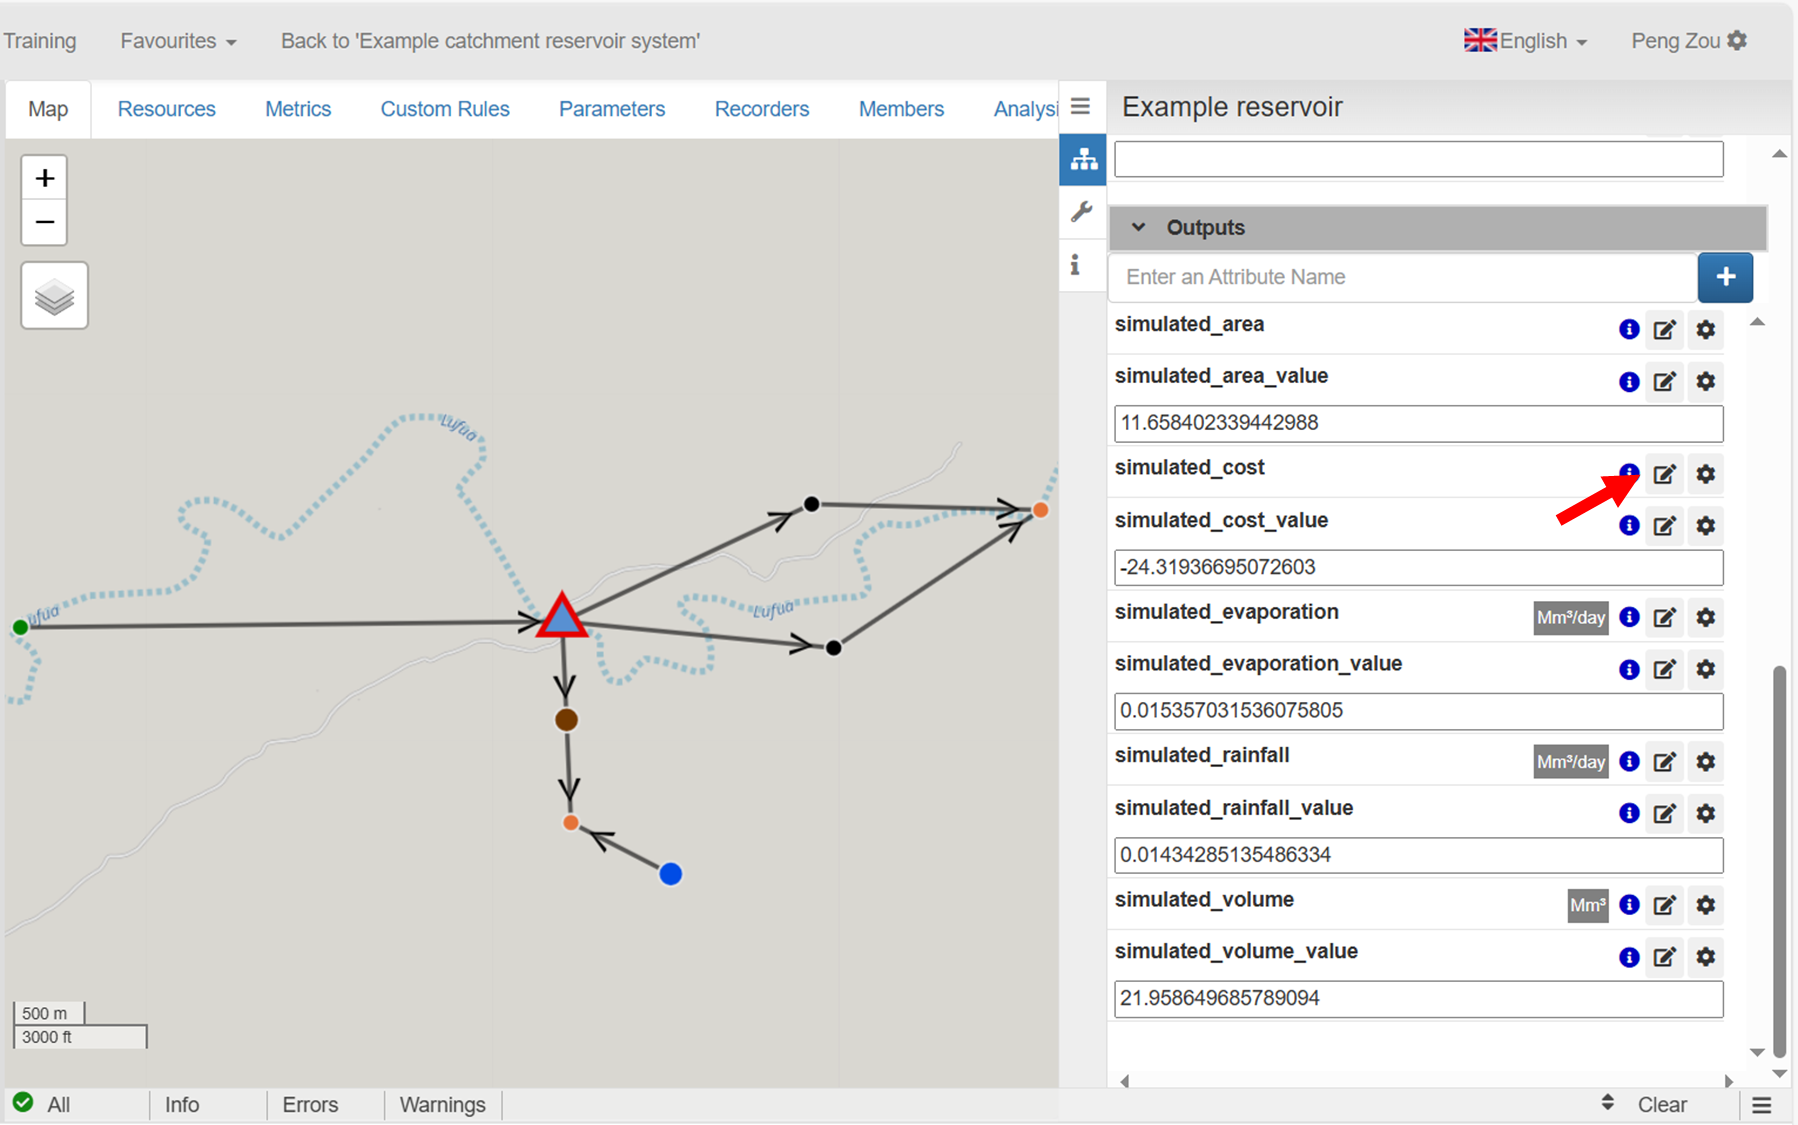 Training Favourites Back to 'Example catchment reservoir system' English Peng Zou
Map Resources Metrics Custom Rules Parameters Recorders Members Analysi
+
−
Lufua
ufua
Lufua
500 m
3000 ft
Example reservoir
Outputs
Enter an Attribute Name +
simulated_area
simulated_area_value
11.658402339442988
simulated_cost
simulated_cost_value
-24.31936695072603
simulated_evaporation Mm³/day
simulated_evaporation_value
0.015357031536075805
simulated_rainfall Mm³/day
simulated_rainfall_value
0.01434285135486334
simulated_volume Mm³
simulated_volume_value
21.958649685789094
All Info Errors Warnings Clear